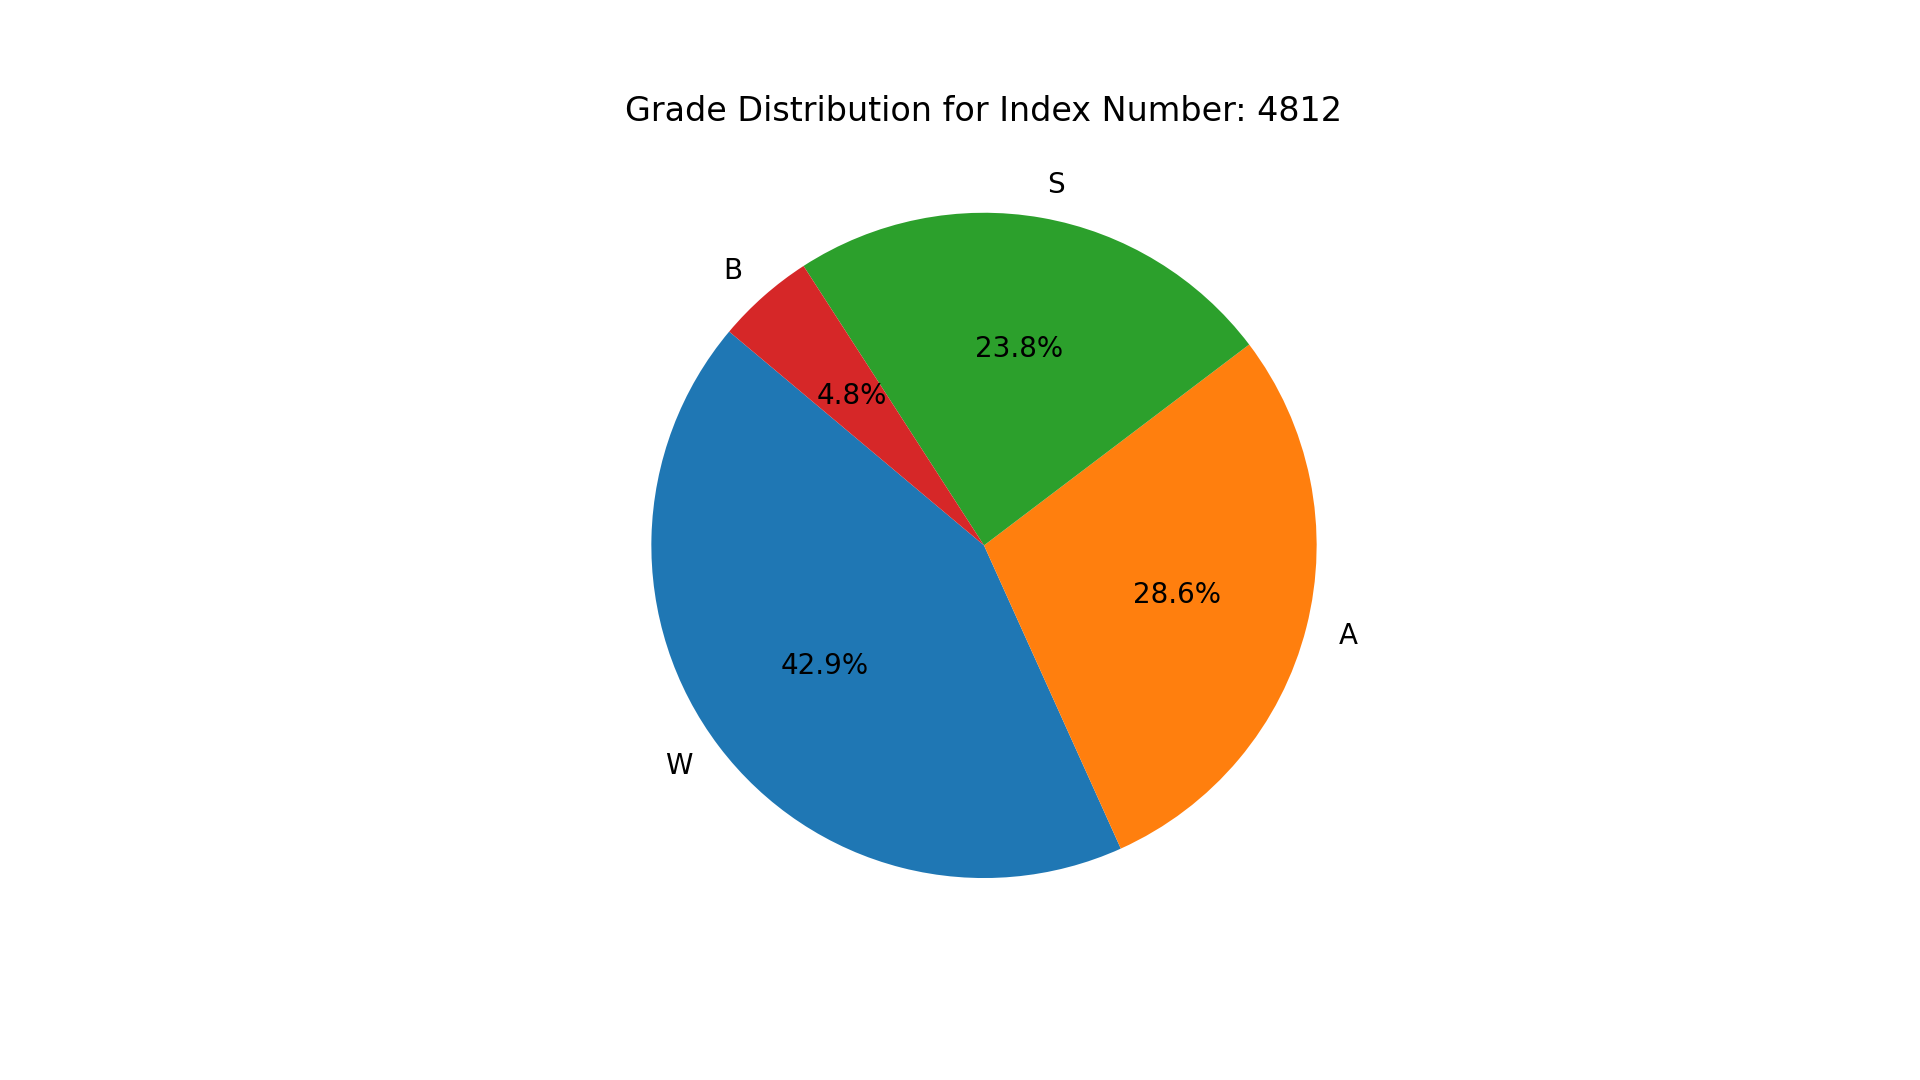 Grade Distribution for Index Number: 4812
S
B
23.8%
4.8%
28.6%
A
42.9%
W